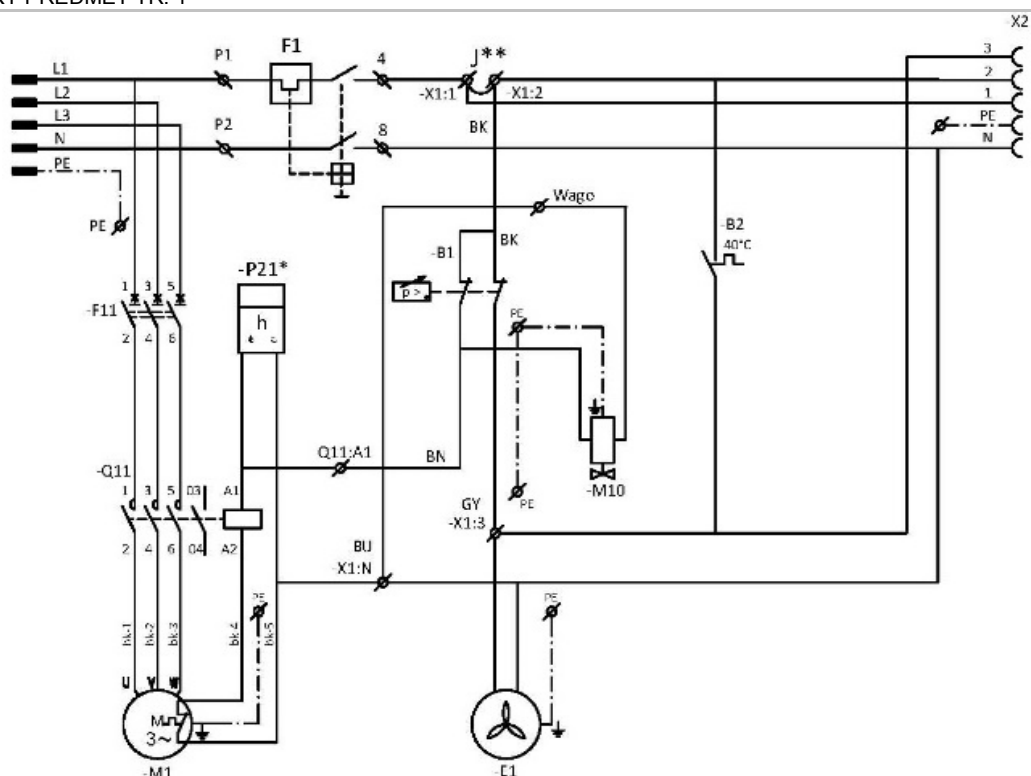 -X2
L1
P1
F1
4
J**
3
L2
2
L3
-X1:1
-X1:2
1
N
P2
8
BK
PE
PE
N
Wago
PE
-B2
-B1
BK
40°C
-P21*
p >
1 3 5
-F11
h
PE
2 4 6
Q11:A1
BN
-Q11
-M10
1 3 5 03 A1
GY
PE
-X1:3
2 4 6 04 A2
BU
-X1:N
PE
PE
bk-1
bk-2
bk-3
bk-4
bk-5
U V W
M
3~
-M1
-E1